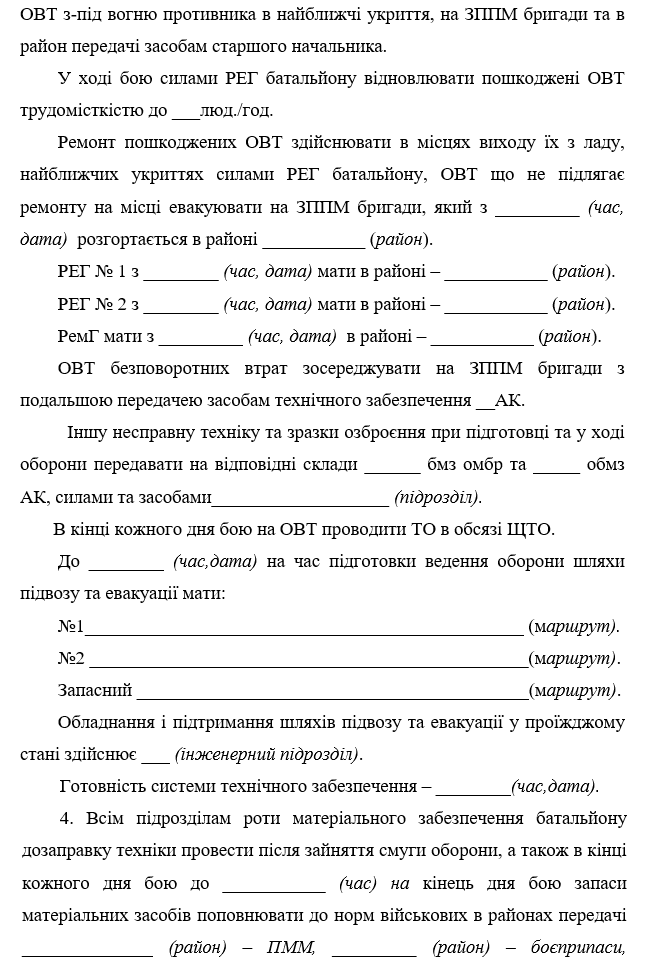 ОВТ з-під вогню противника в найближчі укриття, на ЗППМ бригади та в
район передачі засобам старшого начальника.
У ході бою силами РЕГ батальйону відновлювати пошкоджені ОВТ
трудомісткістю до ___люд./год.
Ремонт пошкоджених ОВТ здійснювати в місцях виходу їх з ладу,
найближчих укриттях силами РЕГ батальйону, ОВТ що не підлягає
ремонту на місці евакуювати на ЗППМ бригади, який з _________ (час,
дата) розгортається в районі ___________ (район).
РЕГ № 1 з ________ (час, дата) мати в районі – ___________ (район).
РЕГ № 2 з ________ (час, дата) мати в районі – ___________ (район).
РемГ мати з _________ (час, дата) в районі – ___________ (район).
ОВТ безповоротних втрат зосереджувати на ЗППМ бригади з
подальшою передачею засобам технічного забезпечення __АК.
Іншу несправну техніку та зразки озброєння при підготовці та у ході
оборони передавати на відповідні склади ______ бмз омбр та _____ обмз
АК, силами та засобами___________________ (підрозділ).
В кінці кожного дня бою на ОВТ проводити ТО в обсязі ЩТО.
До ________ (час,дата) на час підготовки ведення оборони шляхи
підвозу та евакуації мати:
№1_______________________________________________ (маршрут).
№2 _______________________________________________(маршрут).
Запасний __________________________________________(маршрут).
Обладнання і підтримання шляхів підвозу та евакуації у проїжджому
стані здійснює ___ (інженерний підрозділ).
Готовність системи технічного забезпечення – ________(час,дата).
4. Всім підрозділам роти матеріального забезпечення батальйону
дозаправку техніки провести після зайняття смуги оборони, а також в кінці
кожного дня бою до ___________ (час) на кінець дня бою запаси
матеріальних засобів поповнювати до норм військових в районах передачі
______________ (район) – ПММ, _________ (район) – боєприпаси,